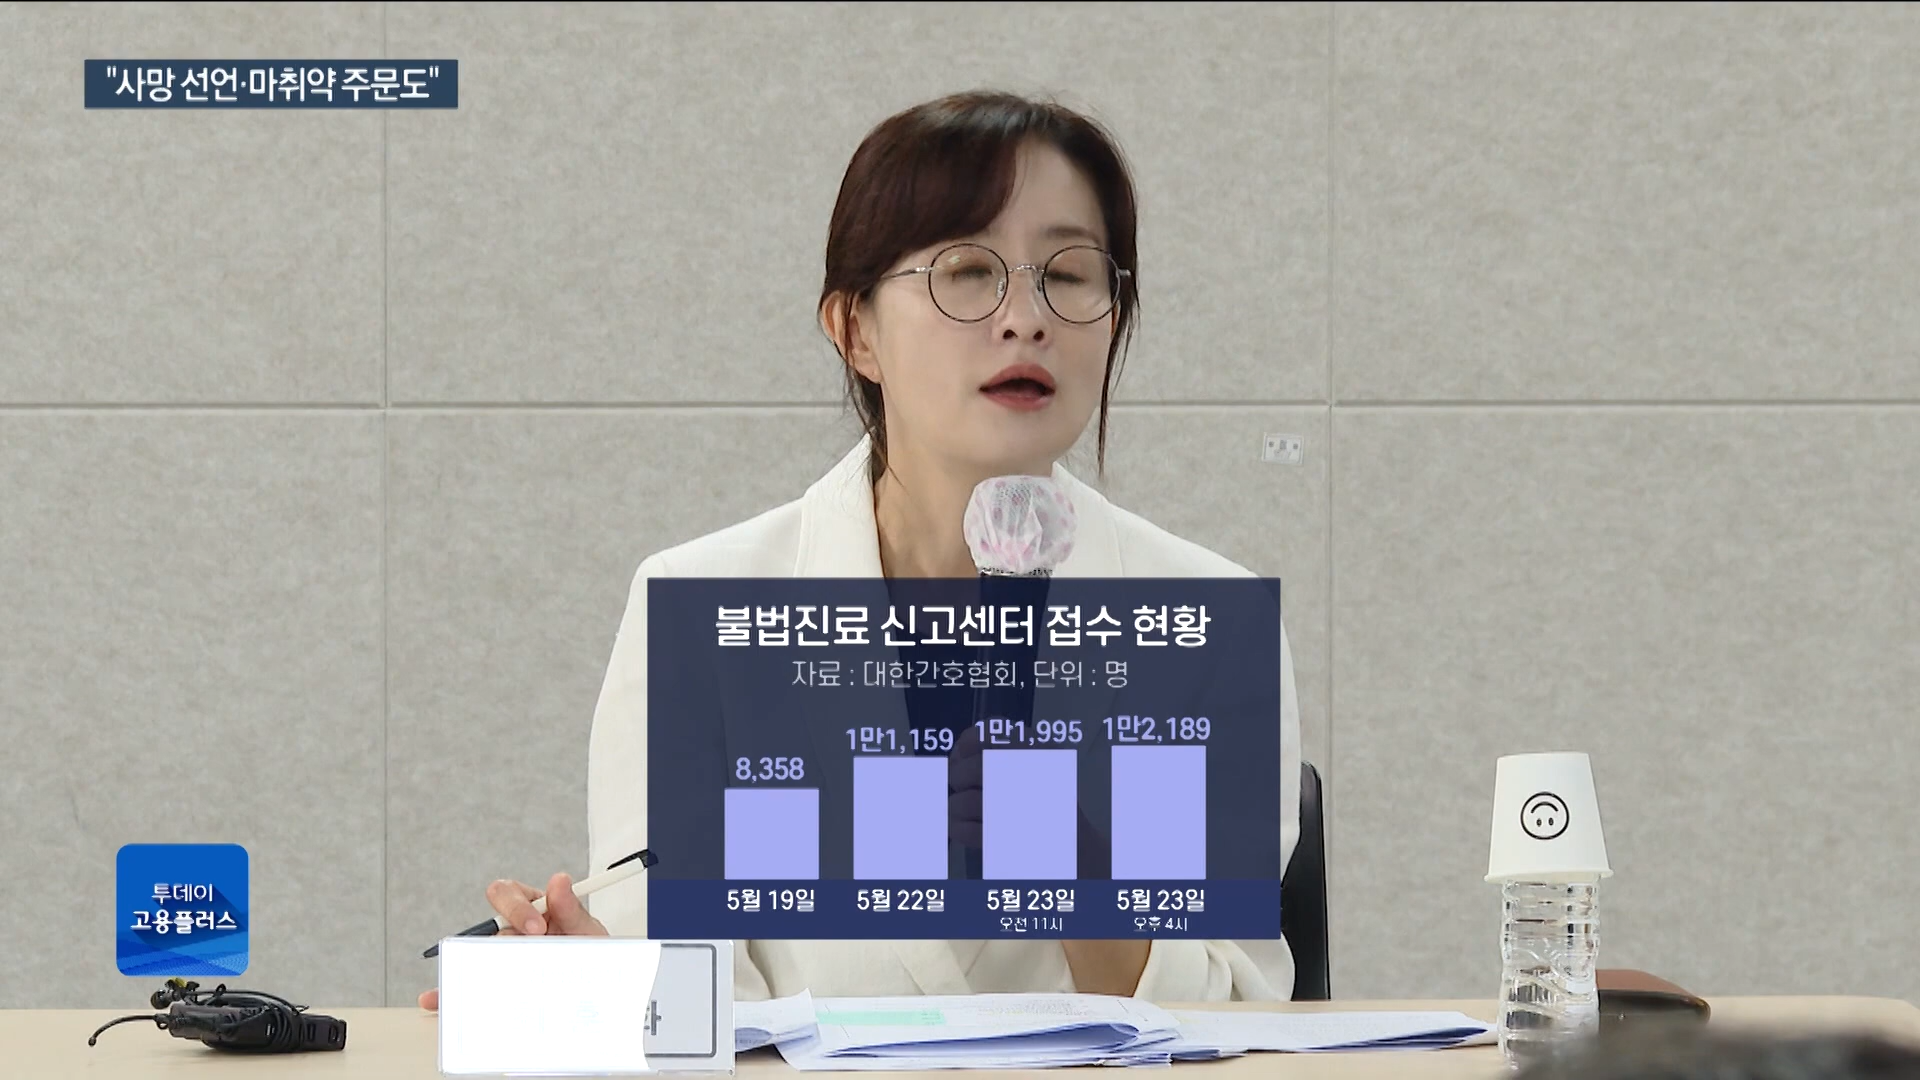 "사망 선언·마취약 주문도"
불법진료 신고센터 접수 현황
자료 : 대한간호협회, 단위 : 명
8,358
1만1,159
1만1,995
1만2,189
5월 19일
5월 22일
5월 23일
오전 11시
5월 23일
오후 4시
투데이
고용플러스